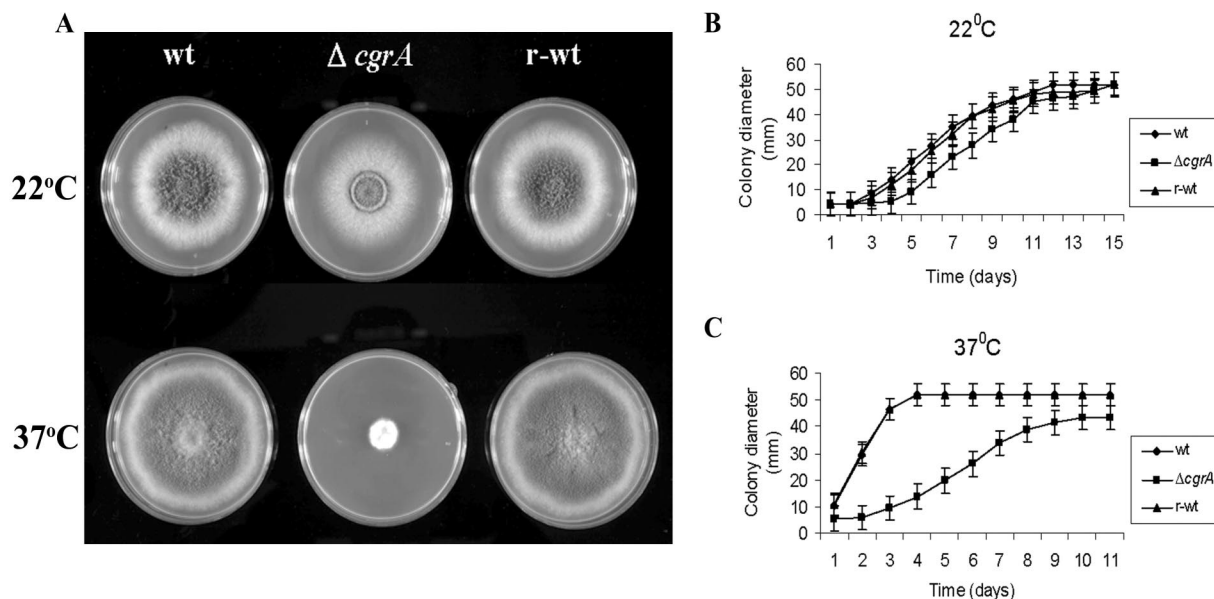 A
wt
Δ cgrA
r-wt
22°C
37°C
B
22⁰C
Colony diameter
(mm)
60
50
40
30
20
10
0
1 3 5 7 9 11 13 15
Time (days)
wt
ΔcgrA
r-wt
C
37⁰C
Colony diameter
(mm)
60
50
40
30
20
10
0
1 2 3 4 5 6 7 8 9 10 11
Time (days)
wt
ΔcgrA
r-wt